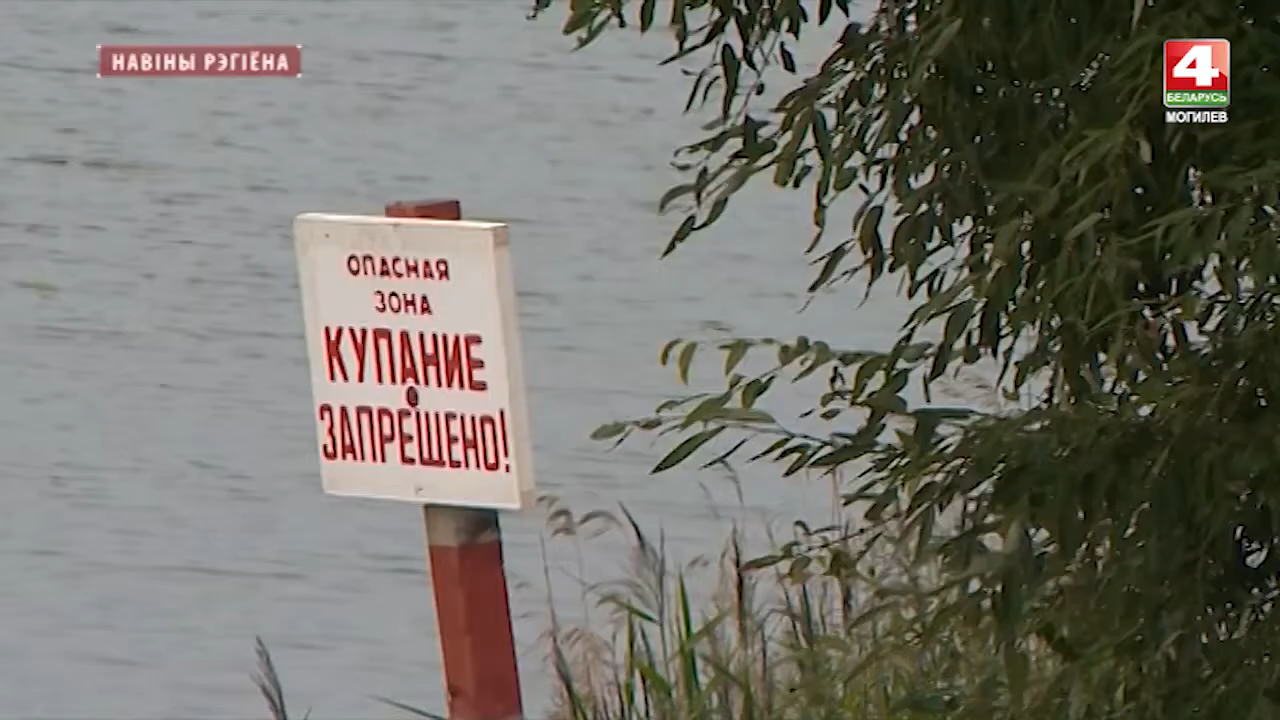 НАВІНЫ РЭГІЁНА
4
БЕЛАРУСЬ
МОГИЛЕВ
ОПАСНАЯ
ЗОНА
КУПАНИЕ
ЗАПРЕЩЕНО!